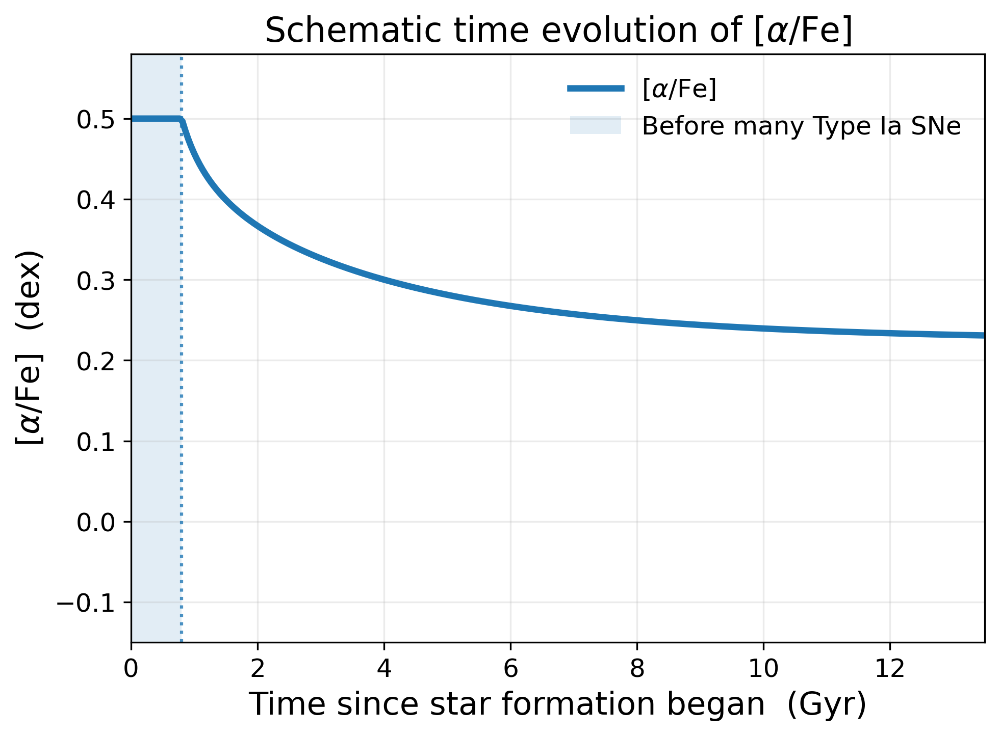 Schematic time evolution of [α/Fe]
[α/Fe]
Before many Type Ia SNe
[α/Fe] (dex)
0.5
0.4
0.3
0.2
0.1
0.0
−0.1
0 2 4 6 8 10 12
Time since star formation began (Gyr)